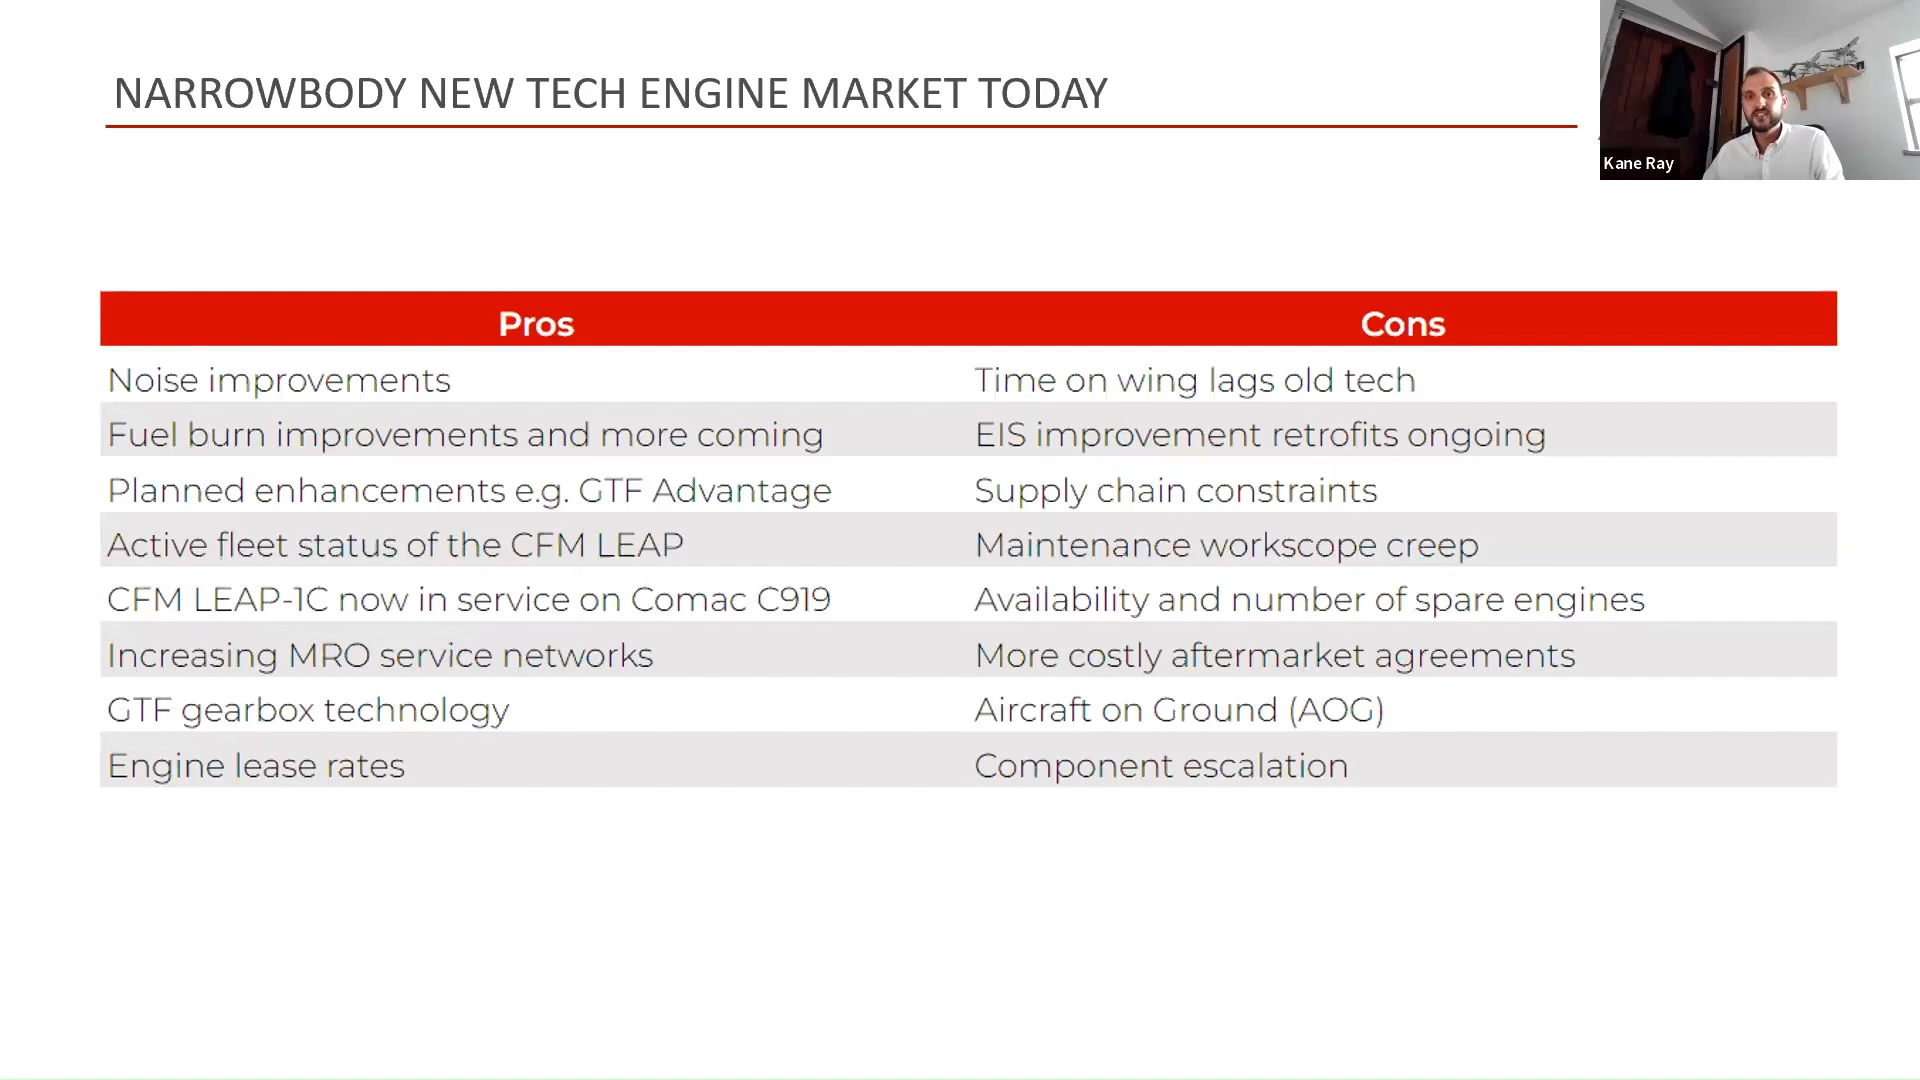 NARROWBODY NEW TECH ENGINE MARKET TODAY
Kane Ray
Pros Cons
Noise improvements Time on wing lags old tech
Fuel burn improvements and more coming EIS improvement retrofits ongoing
Planned enhancements e.g. GTF Advantage Supply chain constraints
Active fleet status of the CFM LEAP Maintenance workscope creep
CFM LEAP-1C now in service on Comac C919 Availability and number of spare engines
Increasing MRO service networks More costly aftermarket agreements
GTF gearbox technology Aircraft on Ground (AOG)
Engine lease rates Component escalation